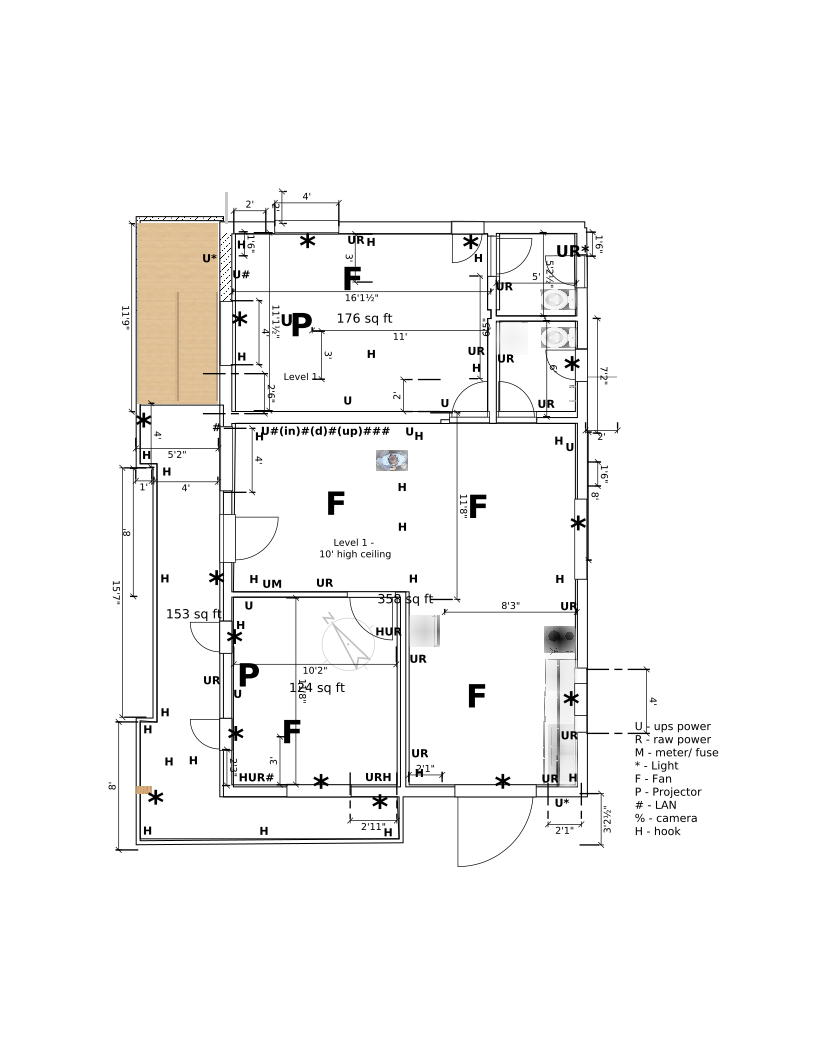 4'
2'
2'
1'6"
1'6"
H
UR H
*
*
H
UR*
U*
U#
3'
F
5'
5'2½"
UR
16'1½"
11'9"
11'1½"
*
4'
U
P
176 sq ft
11'
9'5"
H
3'
H
UR
H
UR
6'
*
7'2"
Level 1
2'6"
U
2'
U
UR
*
#
4'
H
U#(in)#(d)#(up)###
U
H
H
U
2'
5'2"
H
H
4'
1'
4'
1'6"
8'
H
F
11'8"
F
*
H
8'
Level 1 -
10' high ceiling
15'7"
H
*
H
UM
UR
H
H
358 sq ft
153 sq ft
U
H
*
HUR
8'3"
UR
UR
10'2"
P
U
124 sq ft
UR
F
*
4'
H
H
*
F
UR
H
H
2'3"
3'
UR
H
2'1"
HUR#
*
URH
*
UR
H
8'
*
*
U*
2'11"
2'1"
3'2½"
H
H
H
U - ups power
R - raw power
M - meter/ fuse
* - Light
F - Fan
P - Projector
# - LAN
% - camera
H - hook